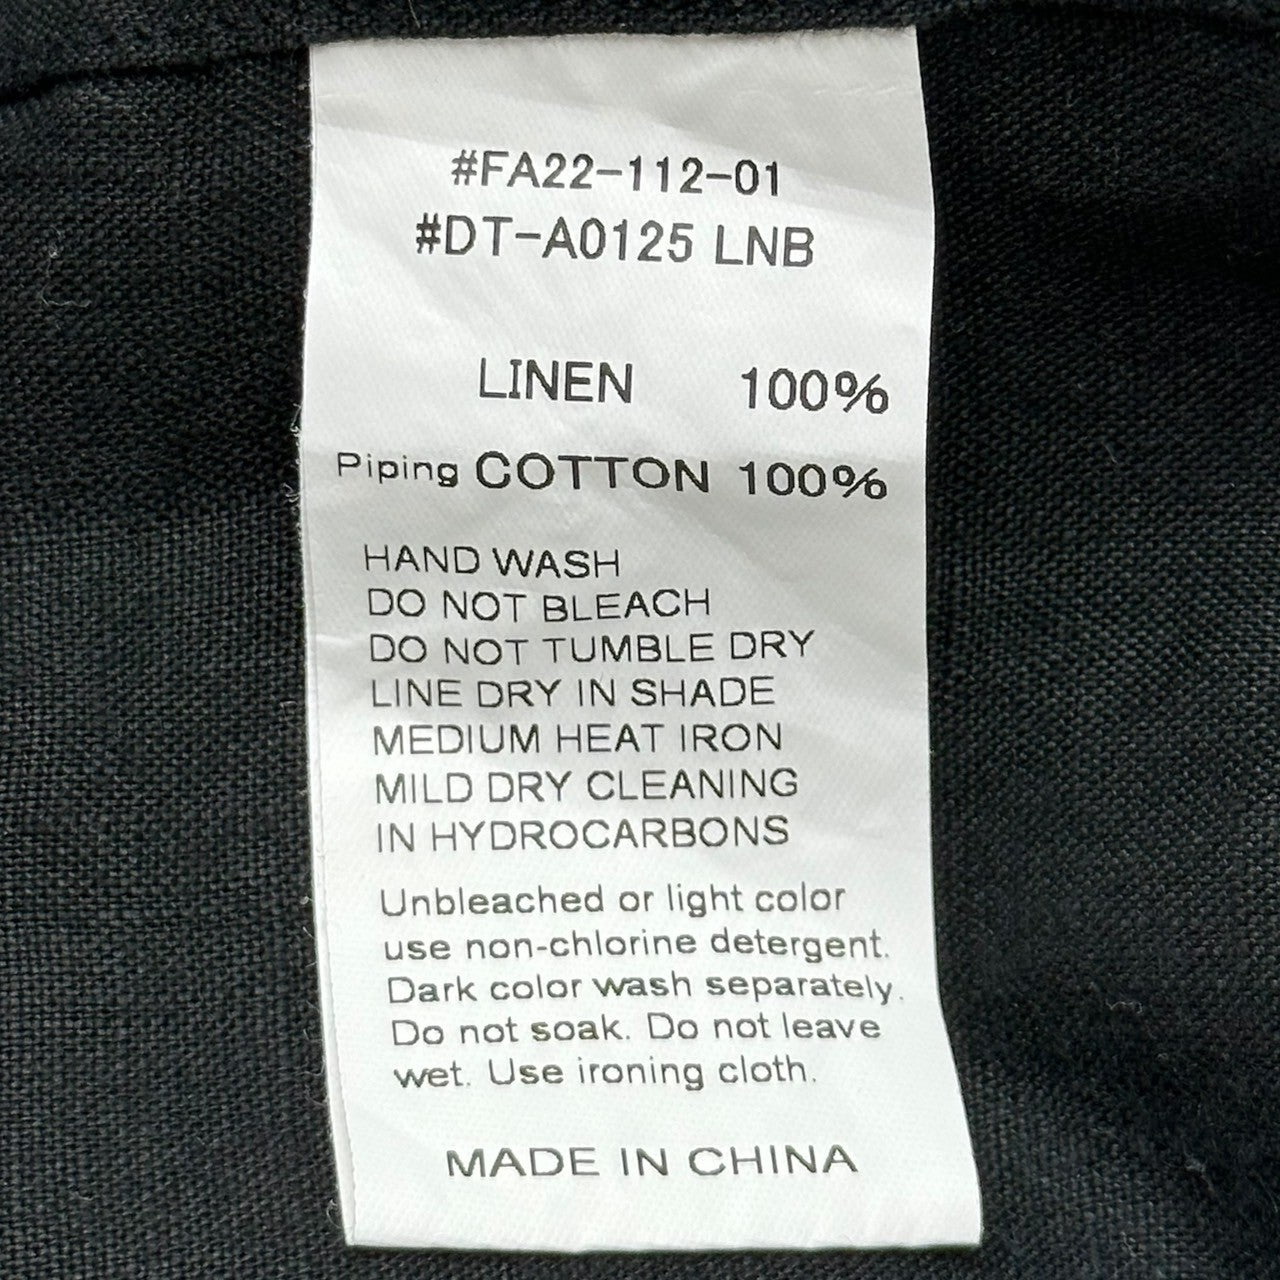 #FA22-112-01
#DT-A0125 LNB
LINEN 100%
Piping COTTON 100%
HAND WASH
DO NOT BLEACH
DO NOT TUMBLE DRY
LINE DRY IN SHADE
MEDIUM HEAT IRON
MILD DRY CLEANING
IN HYDROCARBONS
Unbleached or light color
use non-chlorine detergent.
Dark color wash separately.
Do not soak. Do not leave
wet. Use ironing cloth.
MADE IN CHINA